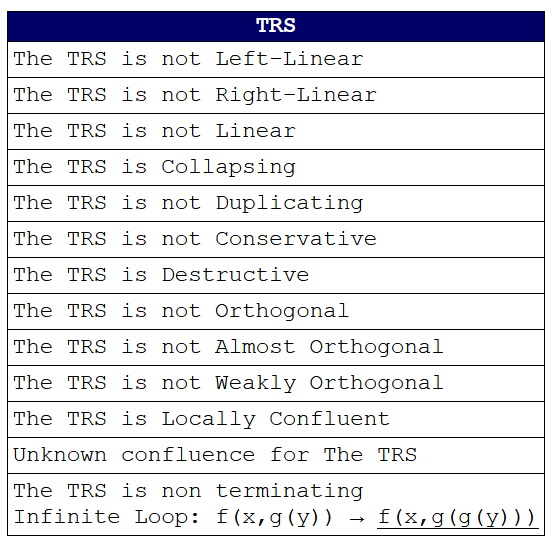 TRS
The TRS is not Left-Linear
The TRS is not Right-Linear
The TRS is not Linear
The TRS is Collapsing
The TRS is not Duplicating
The TRS is not Conservative
The TRS is Destructive
The TRS is not Orthogonal
The TRS is not Almost Orthogonal
The TRS is not Weakly Orthogonal
The TRS is Locally Confluent
Unknown confluence for The TRS
The TRS is non terminating
Infinite Loop: f(x,g(y)) → f(x,g(g(y)))